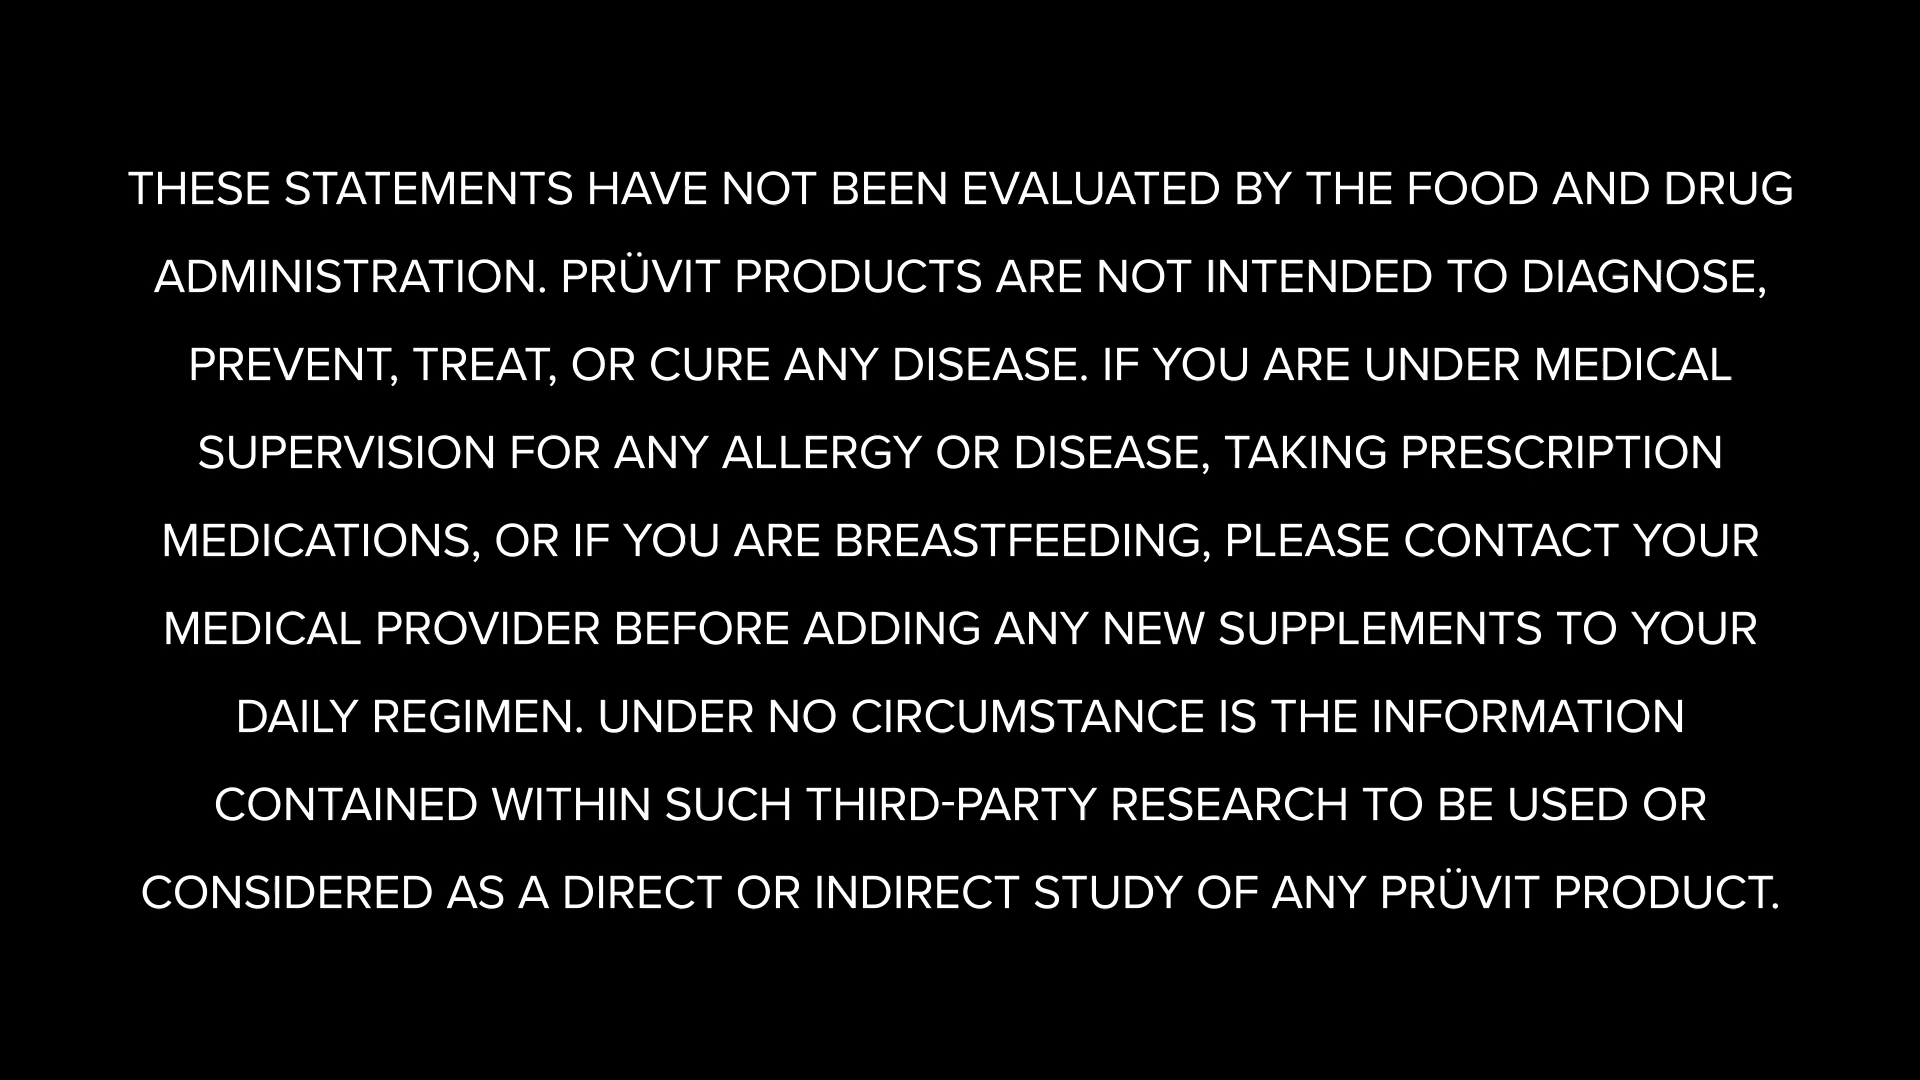 THESE STATEMENTS HAVE NOT BEEN EVALUATED BY THE FOOD AND DRUG
ADMINISTRATION. PRÜVIT PRODUCTS ARE NOT INTENDED TO DIAGNOSE,
PREVENT, TREAT, OR CURE ANY DISEASE. IF YOU ARE UNDER MEDICAL
SUPERVISION FOR ANY ALLERGY OR DISEASE, TAKING PRESCRIPTION
MEDICATIONS, OR IF YOU ARE BREASTFEEDING, PLEASE CONTACT YOUR
MEDICAL PROVIDER BEFORE ADDING ANY NEW SUPPLEMENTS TO YOUR
DAILY REGIMEN. UNDER NO CIRCUMSTANCE IS THE INFORMATION
CONTAINED WITHIN SUCH THIRD-PARTY RESEARCH TO BE USED OR
CONSIDERED AS A DIRECT OR INDIRECT STUDY OF ANY PRÜVIT PRODUCT.